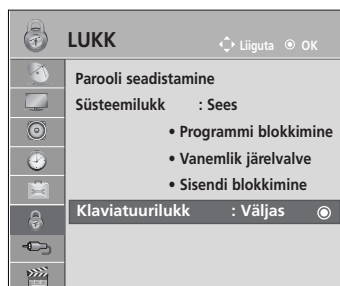 LUKK Liiguta OK
Parooli seadistamine
Süsteemilukk : Sees
• Programmi blokkimine
• Vanemlik järelvalve
• Sisendi blokkimine
Klaviatuurilukk : Väljas